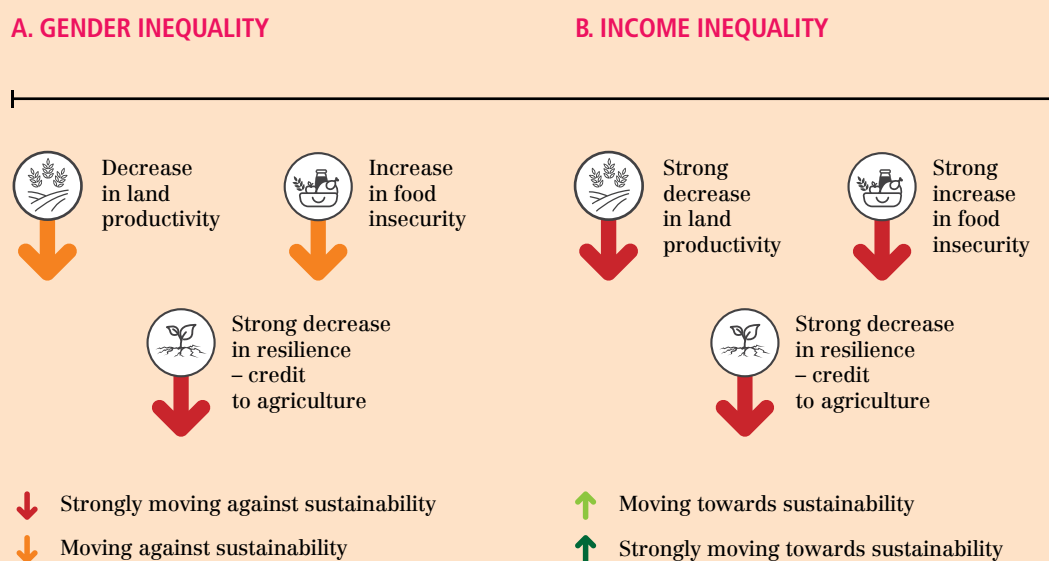 A. GENDER INEQUALITY
B. INCOME INEQUALITY
Decrease
in land
productivity
Increase
in food
insecurity
Strong decrease
in resilience
– credit
to agriculture
Strong
decrease
in land
productivity
Strong
increase
in food
insecurity
Strong decrease
in resilience
– credit
to agriculture
Strongly moving against sustainability
Moving against sustainability
Moving towards sustainability
Strongly moving towards sustainability